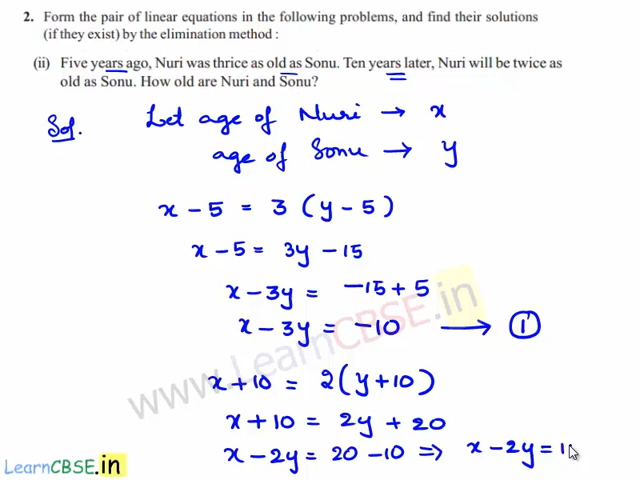 2. Form the pair of linear equations in the following problems, and find their solutions
(if they exist) by the elimination method :
(ii) Five years ago, Nuri was thrice as old as Sonu. Ten years later, Nuri will be twice as
old as Sonu. How old are Nuri and Sonu?
Sol. Let age of Nuri → x
age of Sonu → y
x - 5 = 3 (y - 5)
x - 5 = 3y - 15
x - 3y = -15 + 5
x - 3y = -10 → 1
www.LearnCBSE.in
x + 10 = 2(y + 10)
x + 10 = 2y + 20
x - 2y = 20 - 10 ⇒ x - 2y = 1
LearnCBSE.in